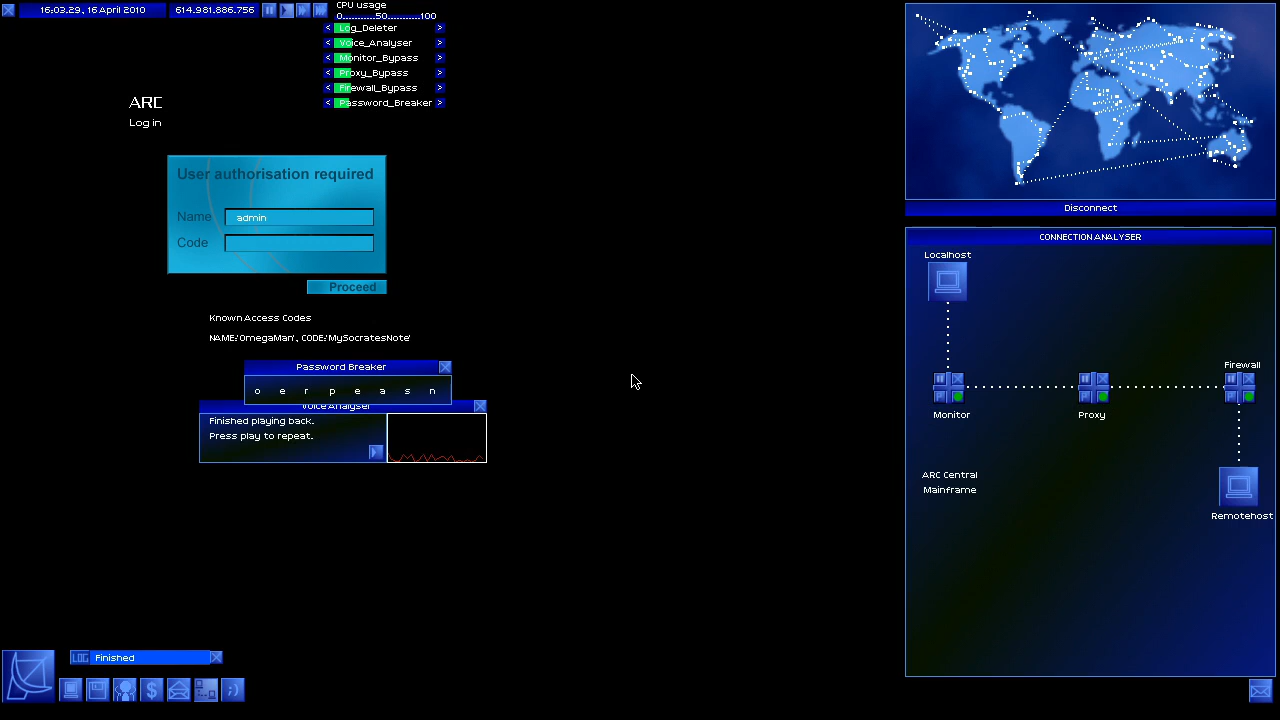 16:03.29, 16 April 2010
614.981.886.756
CPU usage
0...........50...........100
< Log_Deleter >
< Voice_Analyser >
< Monitor_Bypass >
< Proxy_Bypass >
< Firewall_Bypass >
< Password_Breaker >
ARC
Log in
User authorisation required
Name admin
Code
Proceed
Known Access Codes
NAME:'OmegaMan', CODE:'MySocratesNote'
Password Breaker
o e r p e a s n
Voice Analyser
Finished playing back.
Press play to repeat.
LOG Finished
Disconnect
CONNECTION ANALYSER
Localhost
Firewall
Monitor
Proxy
ARC Central
Mainframe
Remotehost